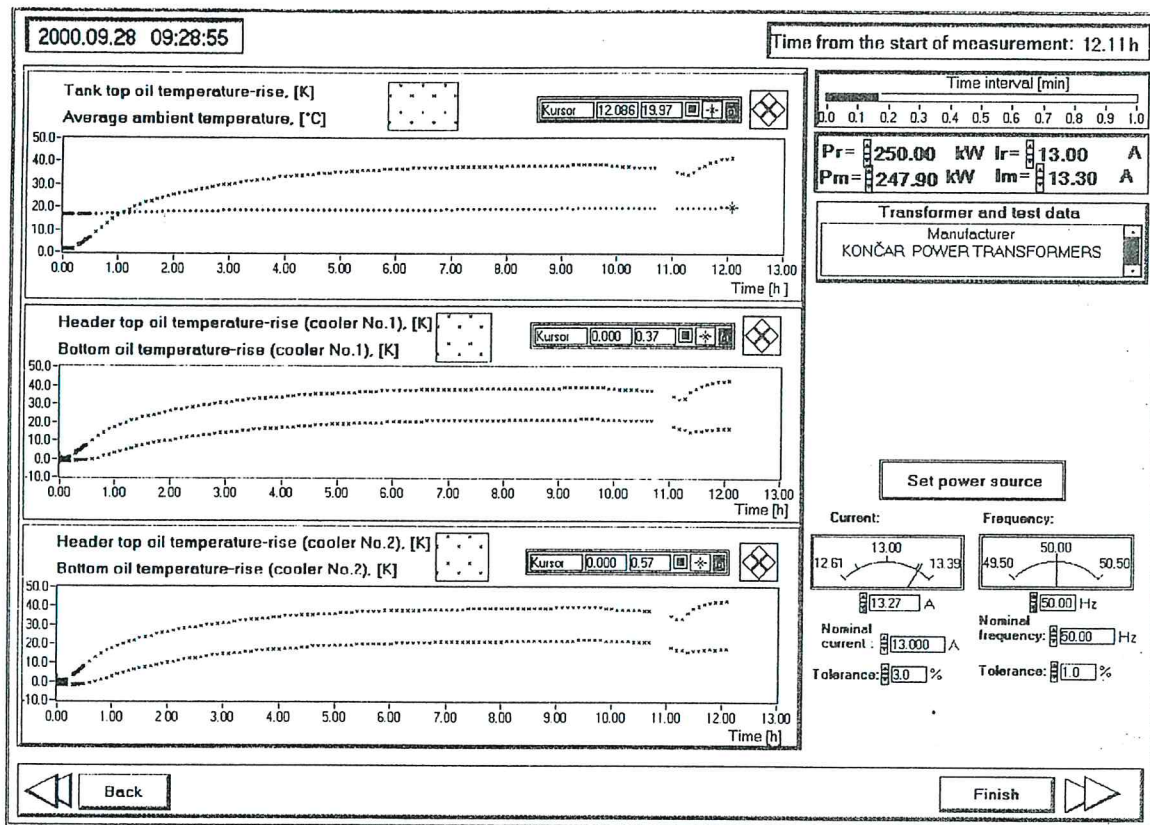 2000.09.28 09:28:55
Time from the start of measurement: 12.11h
Tank top oil temperature-rise, [K]
Average ambient temperature, [°C]
Kursor 12.086 19.97
50.0
40.0
30.0
20.0
10.0
0.0
0.00 1.00 2.00 3.00 4.00 5.00 6.00 7.00 8.00 9.00 10.00 11.00 12.00 13.00
Time [h]
Header top oil temperature-rise (cooler No.1), [K]
Bottom oil temperature-rise (cooler No.1), [K]
Kursor 0.000 0.37
50.0
40.0
30.0
20.0
10.0
0.0
-10.0
0.00 1.00 2.00 3.00 4.00 5.00 6.00 7.00 8.00 9.00 10.00 11.00 12.00 13.00
Time [h]
Header top oil temperature-rise (cooler No.2), [K]
Bottom oil temperature-rise (cooler No.2), [K]
Kursor 0.000 0.57
50.0
40.0
30.0
20.0
10.0
0.0
-10.0
0.00 1.00 2.00 3.00 4.00 5.00 6.00 7.00 8.00 9.00 10.00 11.00 12.00 13.00
Time [h]
Time interval [min]
0.0 0.1 0.2 0.3 0.4 0.5 0.6 0.7 0.8 0.9 1.0
Pr= 250.00 kW Ir= 13.00 A
Pm= 247.90 kW Im= 13.30 A
Transformer and test data
Manufacturer
KONČAR POWER TRANSFORMERS
Set power source
Current:
12.61 13.00 13.39
13.27 A
Nominal
current : 13.000 A
Tolerance: 3.0 %
Frequency:
49.50 50.00 50.50
50.00 Hz
Nominal
frequency: 50.00 Hz
Tolerance: 1.0 %
Back
Finish